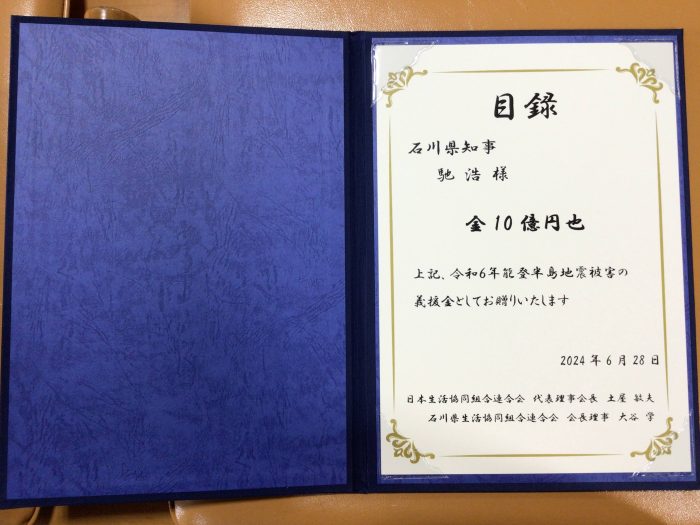 目録
石川県知事
馳 浩 様
金10億円也
上記、令和6年能登半島地震被害の
義援金としてお贈りいたします
2024年6月28日
日本生活協同組合連合会 代表理事会長 土屋 敏夫
石川県生活協同組合連合会 会長理事 大谷 学